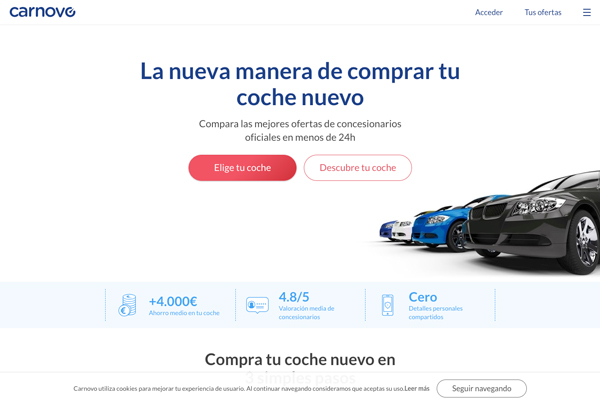 carnovo
Acceder
Tus ofertas
La nueva manera de comprar tu
coche nuevo
Compara las mejores ofertas de concesionarios
oficiales en menos de 24h
Elige tu coche
Descubre tu coche
+4.000€
Ahorro medio en tu coche
4.8/5
Valoración media de
concesionarios
Cero
Detalles personales
compartidos
Compra tu coche nuevo en
3 simples pasos
Carnovo utiliza cookies para mejorar tu experiencia de usuario. Al continuar navegando consideramos que aceptas su uso.Leer más
Seguir navegando